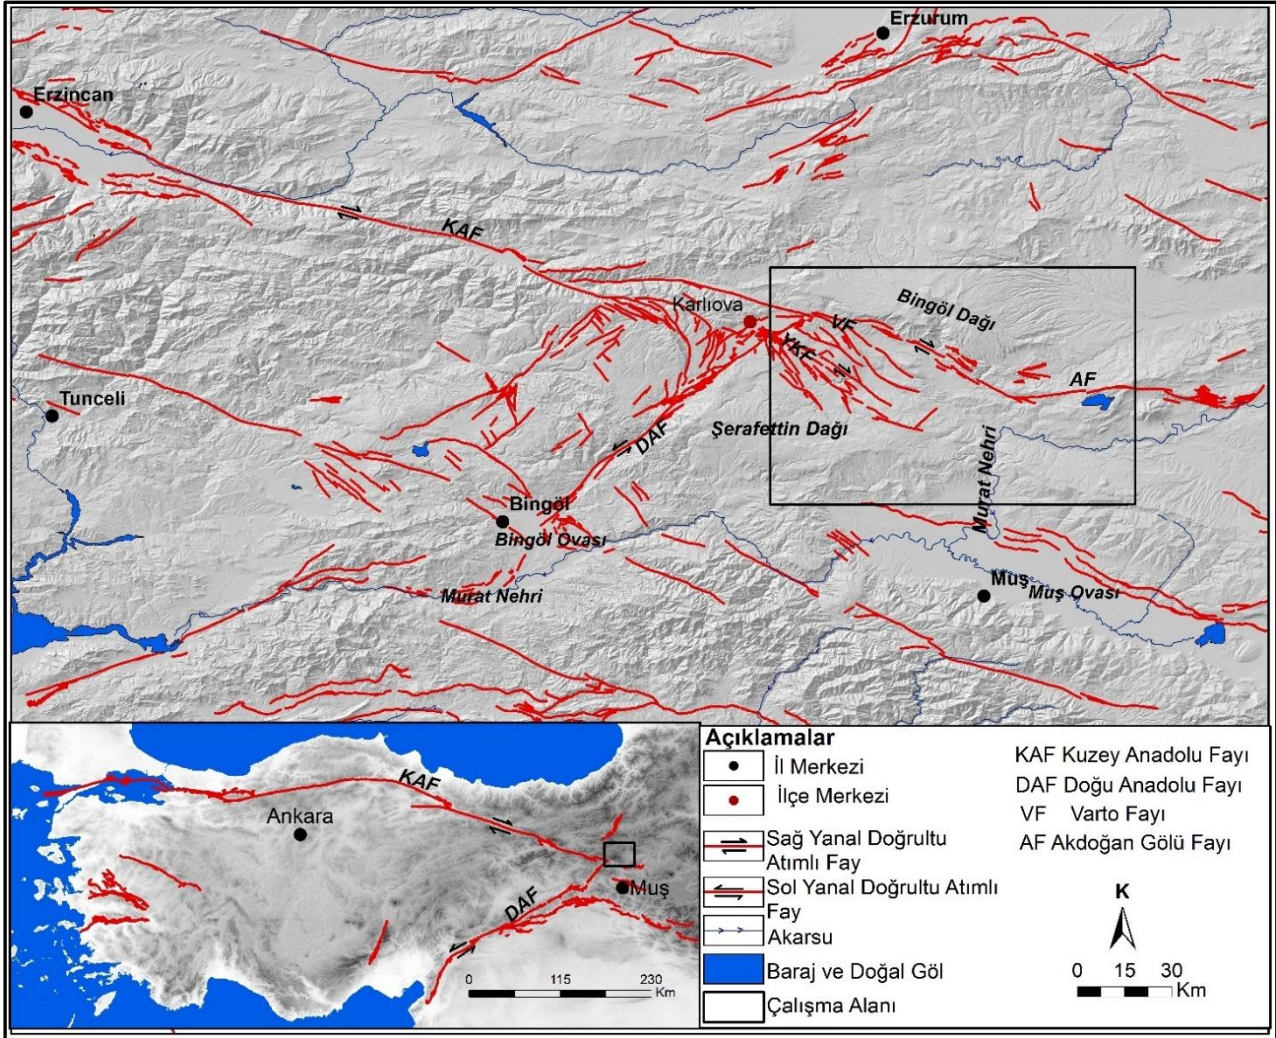 Erzurum
Erzincan
KAF
Karlıova
Bingöl Dağı
VF
YKF
AF
Tunceli
Şerafettin Dağı
DAF
Murat Nehri
Bingöl
Bingöl Ovası
Murat Nehri
Muş
Muş Ovası
KAF
Ankara
Muş
DAF
0 115 230
Km
Açıklamalar
İl Merkezi
İlçe Merkezi
Sağ Yanal Doğrultu
Atımlı Fay
Sol Yanal Doğrultu Atımlı
Fay
Akarsu
Baraj ve Doğal Göl
Çalışma Alanı
KAF Kuzey Anadolu Fayı
DAF Doğu Anadolu Fayı
VF Varto Fayı
AF Akdoğan Gölü Fayı
K
0 15 30
Km